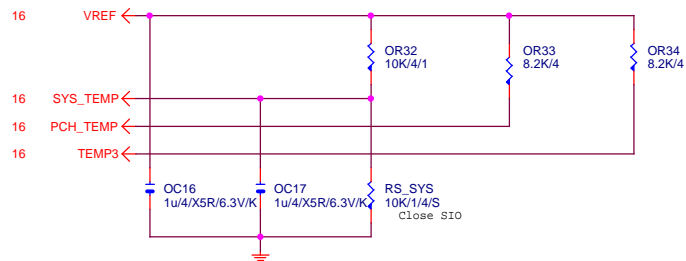 16 VREF
OR32
10K/4/1
OR33
8.2K/4
OR34
8.2K/4
16 SYS_TEMP
16 PCH_TEMP
16 TEMP3
OC16
1u/4/X5R/6.3V/K
OC17
1u/4/X5R/6.3V/K
RS_SYS
10K/1/4/S
Close SIO